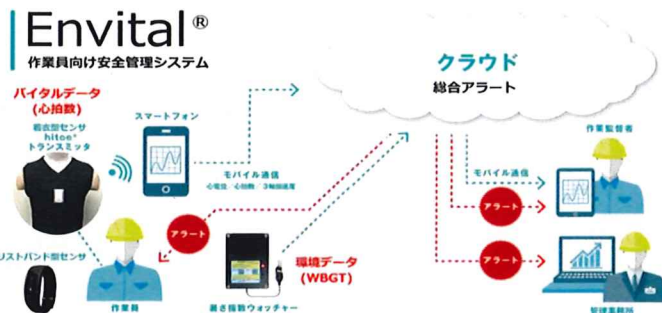 Envital®
作業員向け安全管理システム
バイタルデータ
(心拍数)
着衣型センサ
hitoe®
トランスミッタ
スマートフォン
モバイル通信
心電位/心拍数/3軸加速度
アラート
リストバンド型センサ
作業員
暑さ指数ウォッチャー
環境データ
(WBGT)
クラウド
総合アラート
モバイル通信
作業監督者
アラート
アラート
管理事務所